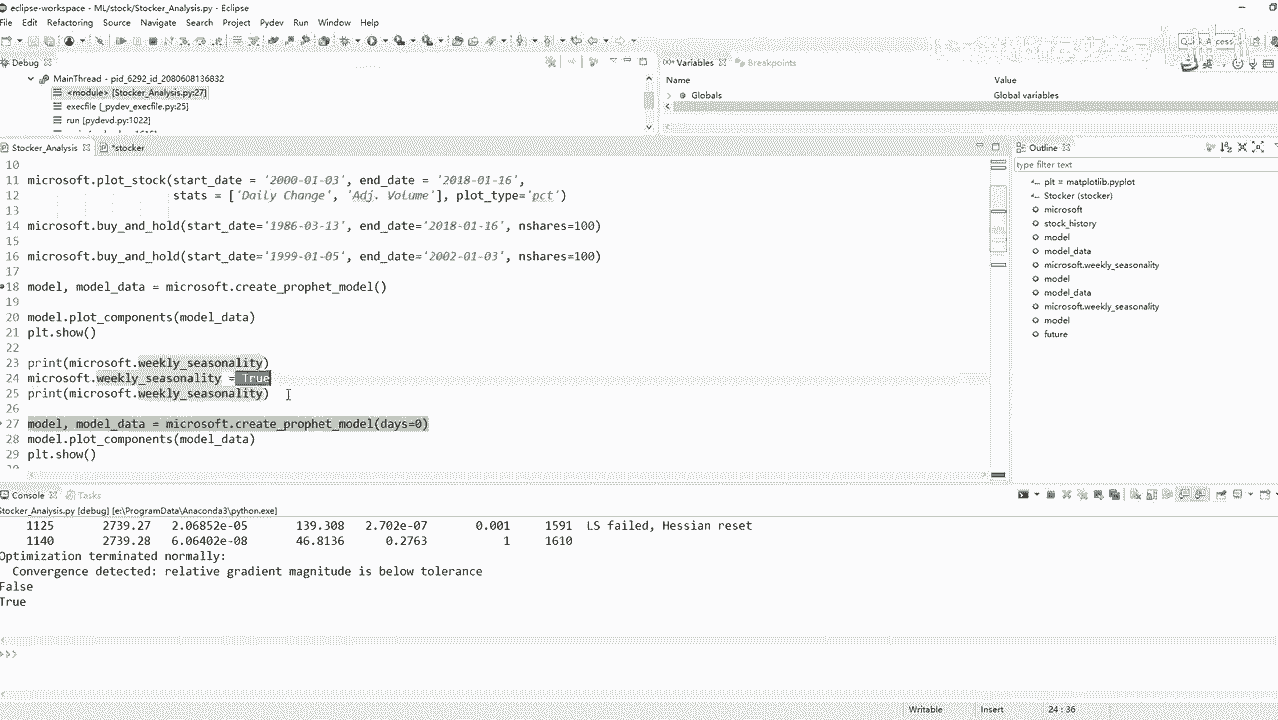 eclipse-workspace - ML/stock/Stocker_Analysis.py - Eclipse
File Edit Refactoring Source Navigate Search Project Pydev Run Window Help
Debug
MainThread - pid_6292_id_2080608136832
<module> [Stocker_Analysis.py:27]
execfile [_pydev_execfile.py:25]
run [pydevd.py:1022]
Variables Breakpoints
Name Value
Globals Global variables
Stocker_Analysis *stocker
10
11 microsoft.plot_stock(start_date = '2000-01-03', end_date = '2018-01-16',
12 stats = ['Daily Change', 'Adj. Volume'], plot_type='pct')
13
14 microsoft.buy_and_hold(start_date='1986-03-13', end_date='2018-01-16', nshares=100)
15
16 microsoft.buy_and_hold(start_date='1999-01-05', end_date='2002-01-03', nshares=100)
17
18 model, model_data = microsoft.create_prophet_model()
19
20 model.plot_components(model_data)
21 plt.show()
22
23 print(microsoft.weekly_seasonality)
24 microsoft.weekly_seasonality = True
25 print(microsoft.weekly_seasonality)
26
27 model, model_data = microsoft.create_prophet_model(days=0)
28 model.plot_components(model_data)
29 plt.show()
Outline
type filter text
plt = matplotlib.pyplot
Stocker (stocker)
microsoft
stock_history
model
model_data
microsoft.weekly_seasonality
model
model_data
microsoft.weekly_seasonality
model
future
Console Tasks
Stocker_Analysis.py [debug] [e:\ProgramData\Anaconda3\python.exe]
1125 2739.27 2.06852e-05 139.308 2.702e-07 0.001 1591 LS failed, Hessian reset
1140 2739.28 6.06402e-08 46.8136 0.2763 1 1610
Optimization terminated normally:
Convergence detected: relative gradient magnitude is below tolerance
False
True
>>>
Writable Insert 24 : 36